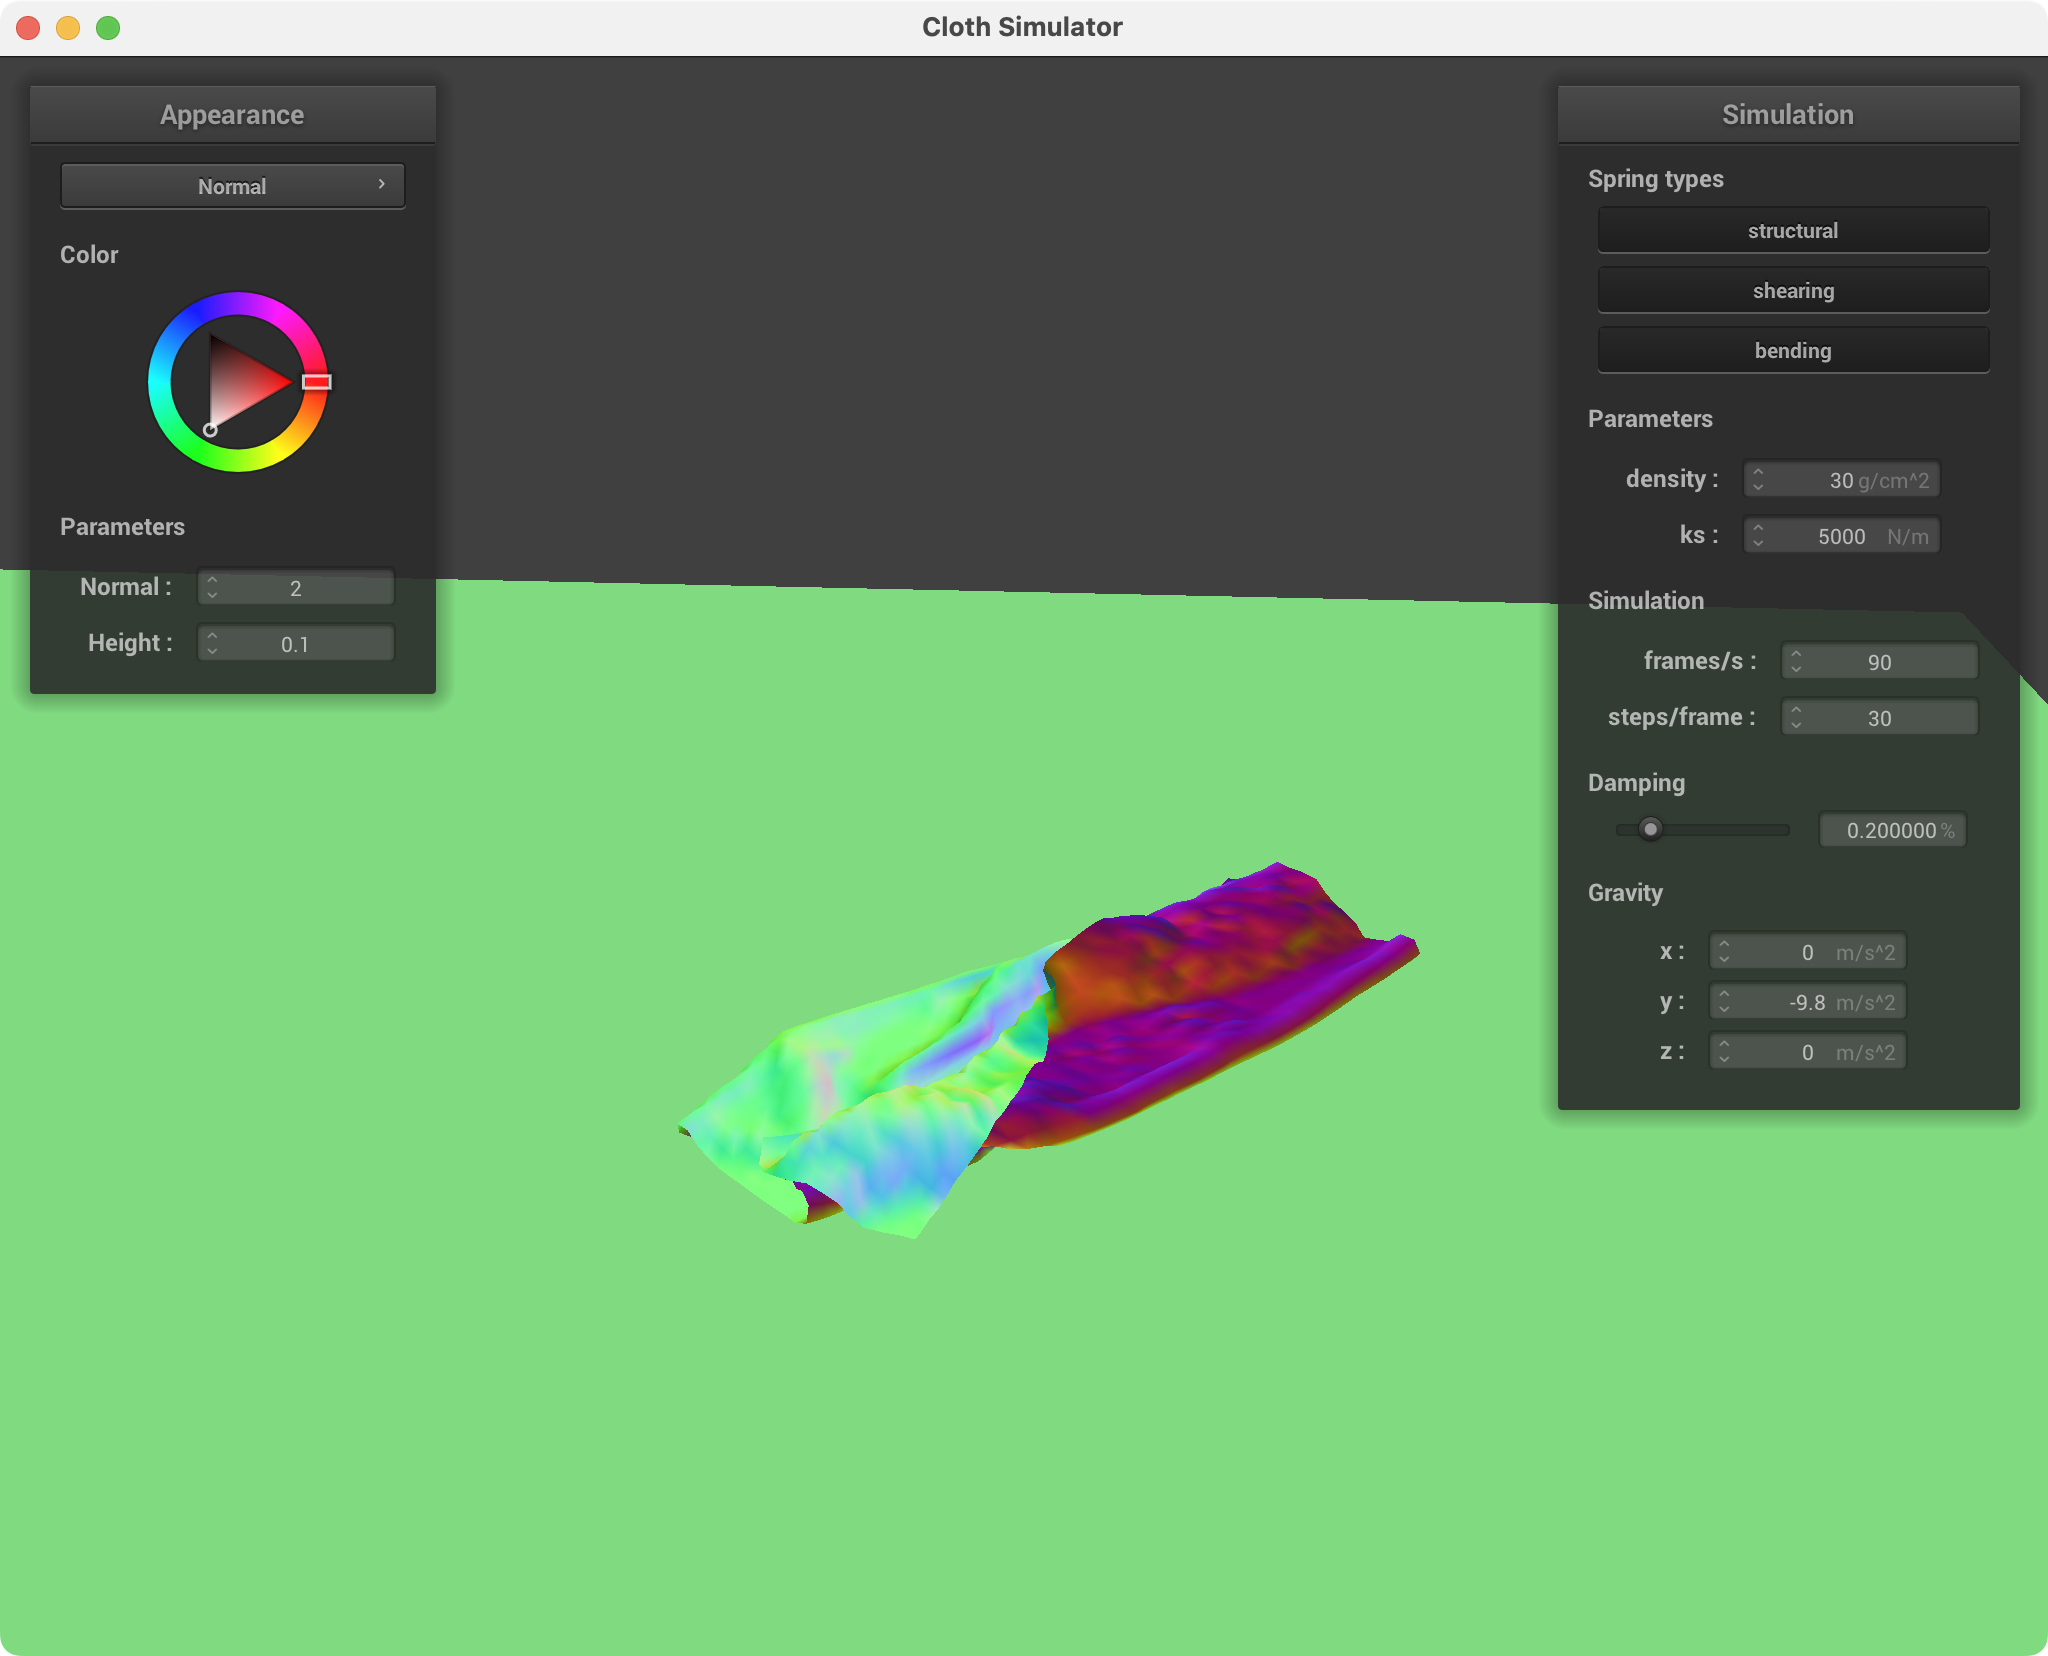 Cloth Simulator
Appearance
Normal
Color
Parameters
Normal : 2
Height : 0.1
Simulation
Spring types
structural
shearing
bending
Parameters
density : 30 g/cm^2
ks : 5000 N/m
Simulation
frames/s : 90
steps/frame : 30
Damping
0.200000 %
Gravity
x : 0 m/s^2
y : -9.8 m/s^2
z : 0 m/s^2